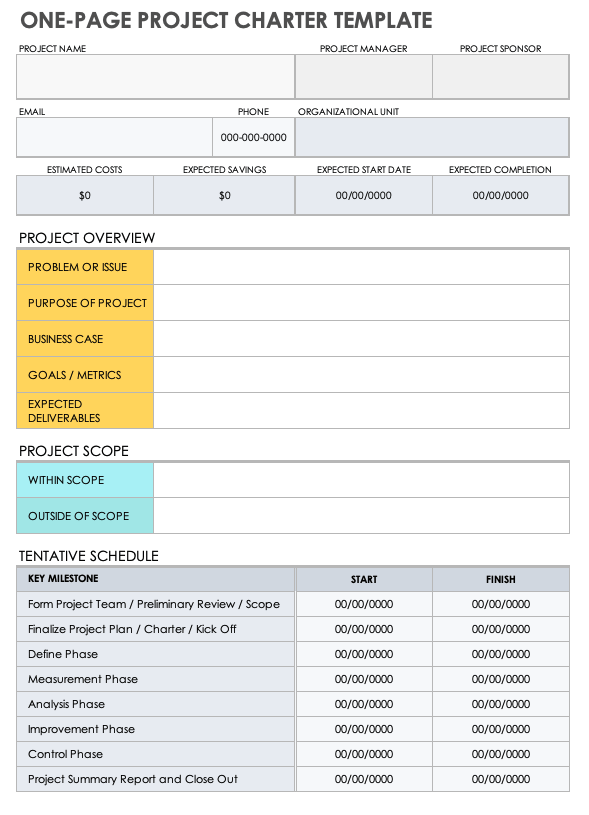 ONE-PAGE PROJECT CHARTER TEMPLATE
PROJECT NAME PROJECT MANAGER PROJECT SPONSOR
EMAIL PHONE ORGANIZATIONAL UNIT
000-000-0000
ESTIMATED COSTS EXPECTED SAVINGS EXPECTED START DATE EXPECTED COMPLETION
$0 $0 00/00/0000 00/00/0000
PROJECT OVERVIEW
PROBLEM OR ISSUE
PURPOSE OF PROJECT
BUSINESS CASE
GOALS / METRICS
EXPECTED
DELIVERABLES
PROJECT SCOPE
WITHIN SCOPE
OUTSIDE OF SCOPE
TENTATIVE SCHEDULE
KEY MILESTONE START FINISH
Form Project Team / Preliminary Review / Scope 00/00/0000 00/00/0000
Finalize Project Plan / Charter / Kick Off 00/00/0000 00/00/0000
Define Phase 00/00/0000 00/00/0000
Measurement Phase 00/00/0000 00/00/0000
Analysis Phase 00/00/0000 00/00/0000
Improvement Phase 00/00/0000 00/00/0000
Control Phase 00/00/0000 00/00/0000
Project Summary Report and Close Out 00/00/0000 00/00/0000